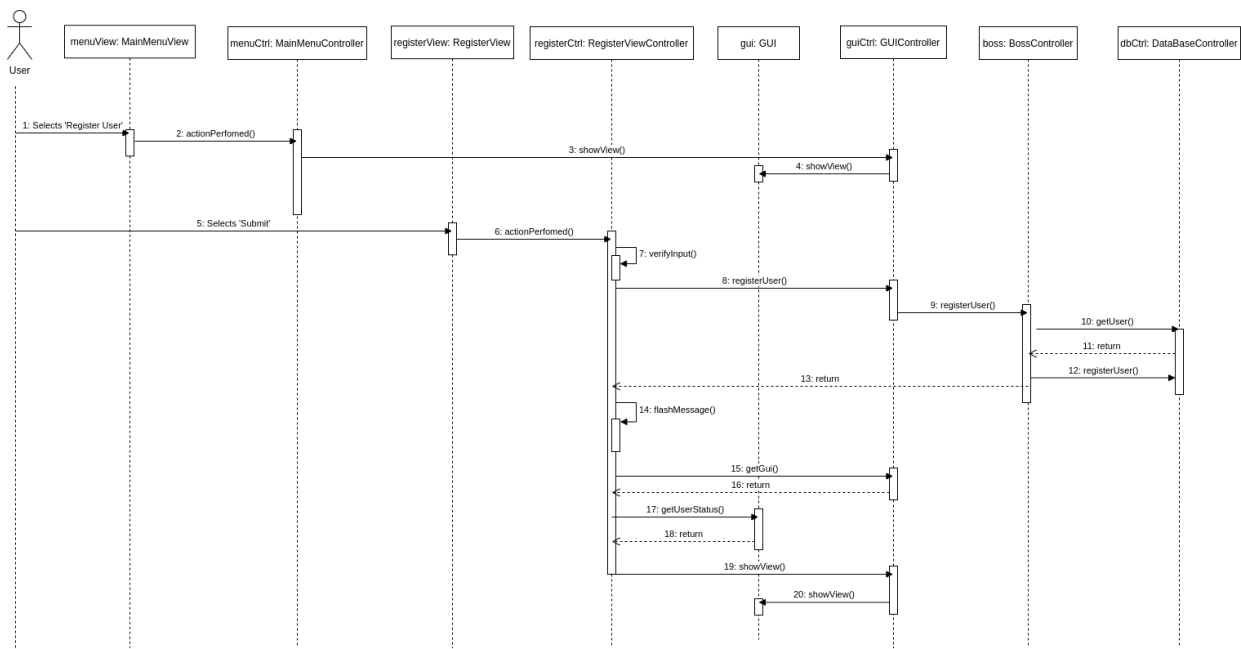 User
menuView: MainMenuView
menuCtrl: MainMenuController
registerView: RegisterView
registerCtrl: RegisterViewController
gui: GUI
guiCtrl: GUIController
boss: BossController
dbCtrl: DataBaseController
1: Selects 'Register User'
2: actionPerfomed()
3: showView()
4: showView()
5: Selects 'Submit'
6: actionPerfomed()
7: verifyInput()
8: registerUser()
9: registerUser()
10: getUser()
11: return
12: registerUser()
13: return
14: flashMessage()
15: getGui()
16: return
17: getUserStatus()
18: return
19: showView()
20: showView()